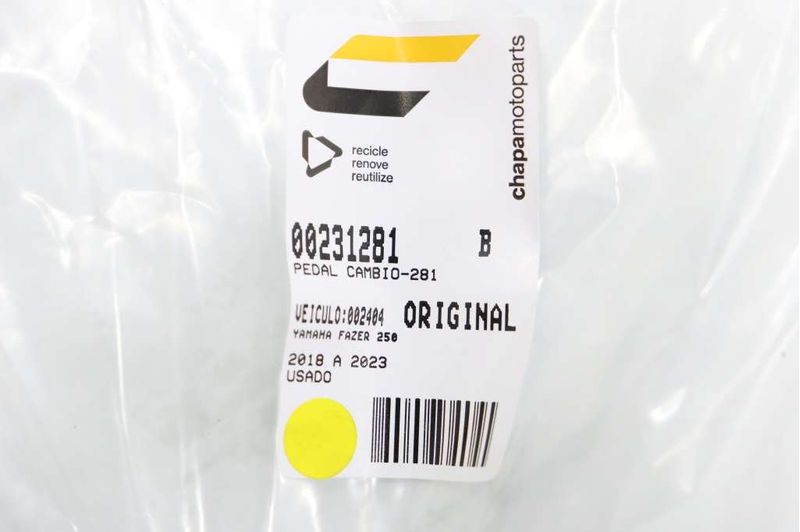 chapamotoparts
recicle
renove
reutilize
00231281 B
PEDAL CAMBIO-281
VEICULO:002404 ORIGINAL
YAMAHA FAZER 250
2018 A 2023
USADO